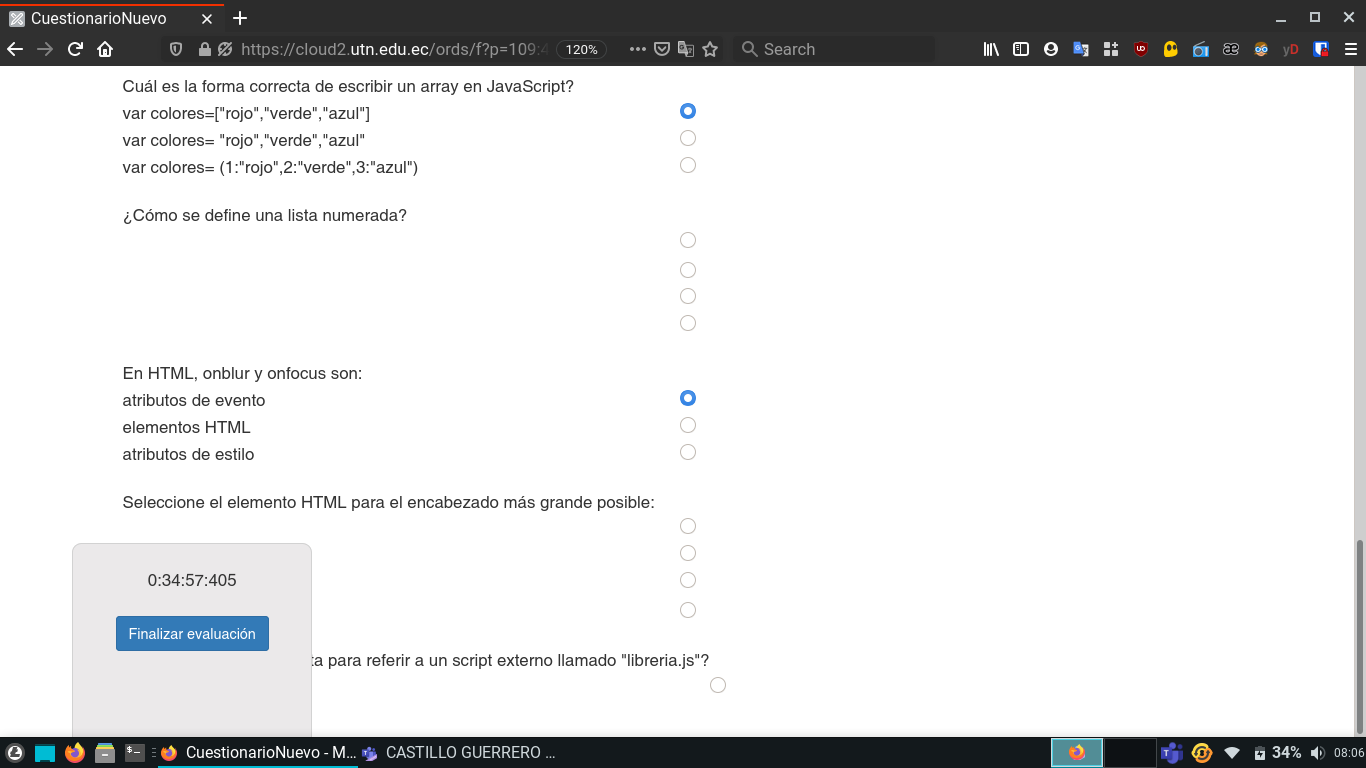 CuestionarioNuevo
https://cloud2.utn.edu.ec/ords/f?p=109:4
120%
Search
Cuál es la forma correcta de escribir un array en JavaScript?
var colores=["rojo","verde","azul"]
var colores= "rojo","verde","azul"
var colores= (1:"rojo",2:"verde",3:"azul")
¿Cómo se define una lista numerada?
En HTML, onblur y onfocus son:
atributos de evento
elementos HTML
atributos de estilo
Seleccione el elemento HTML para el encabezado más grande posible:
0:34:57:405
Finalizar evaluación
ta para referir a un script externo llamado "libreria.js"?
CuestionarioNuevo - M...
CASTILLO GUERRERO ...
34%
08:06